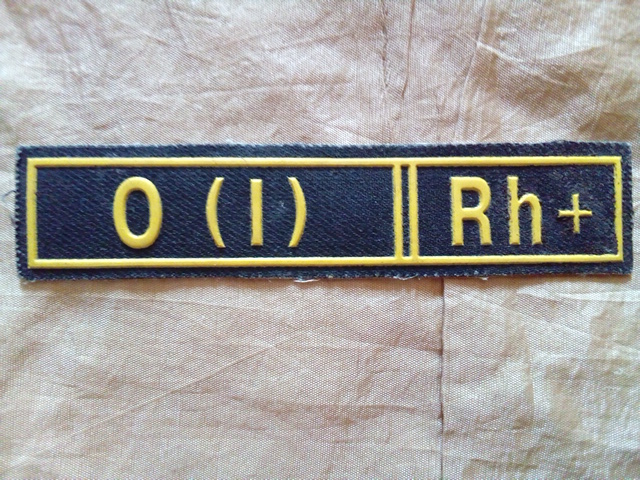 O (I) Rh+